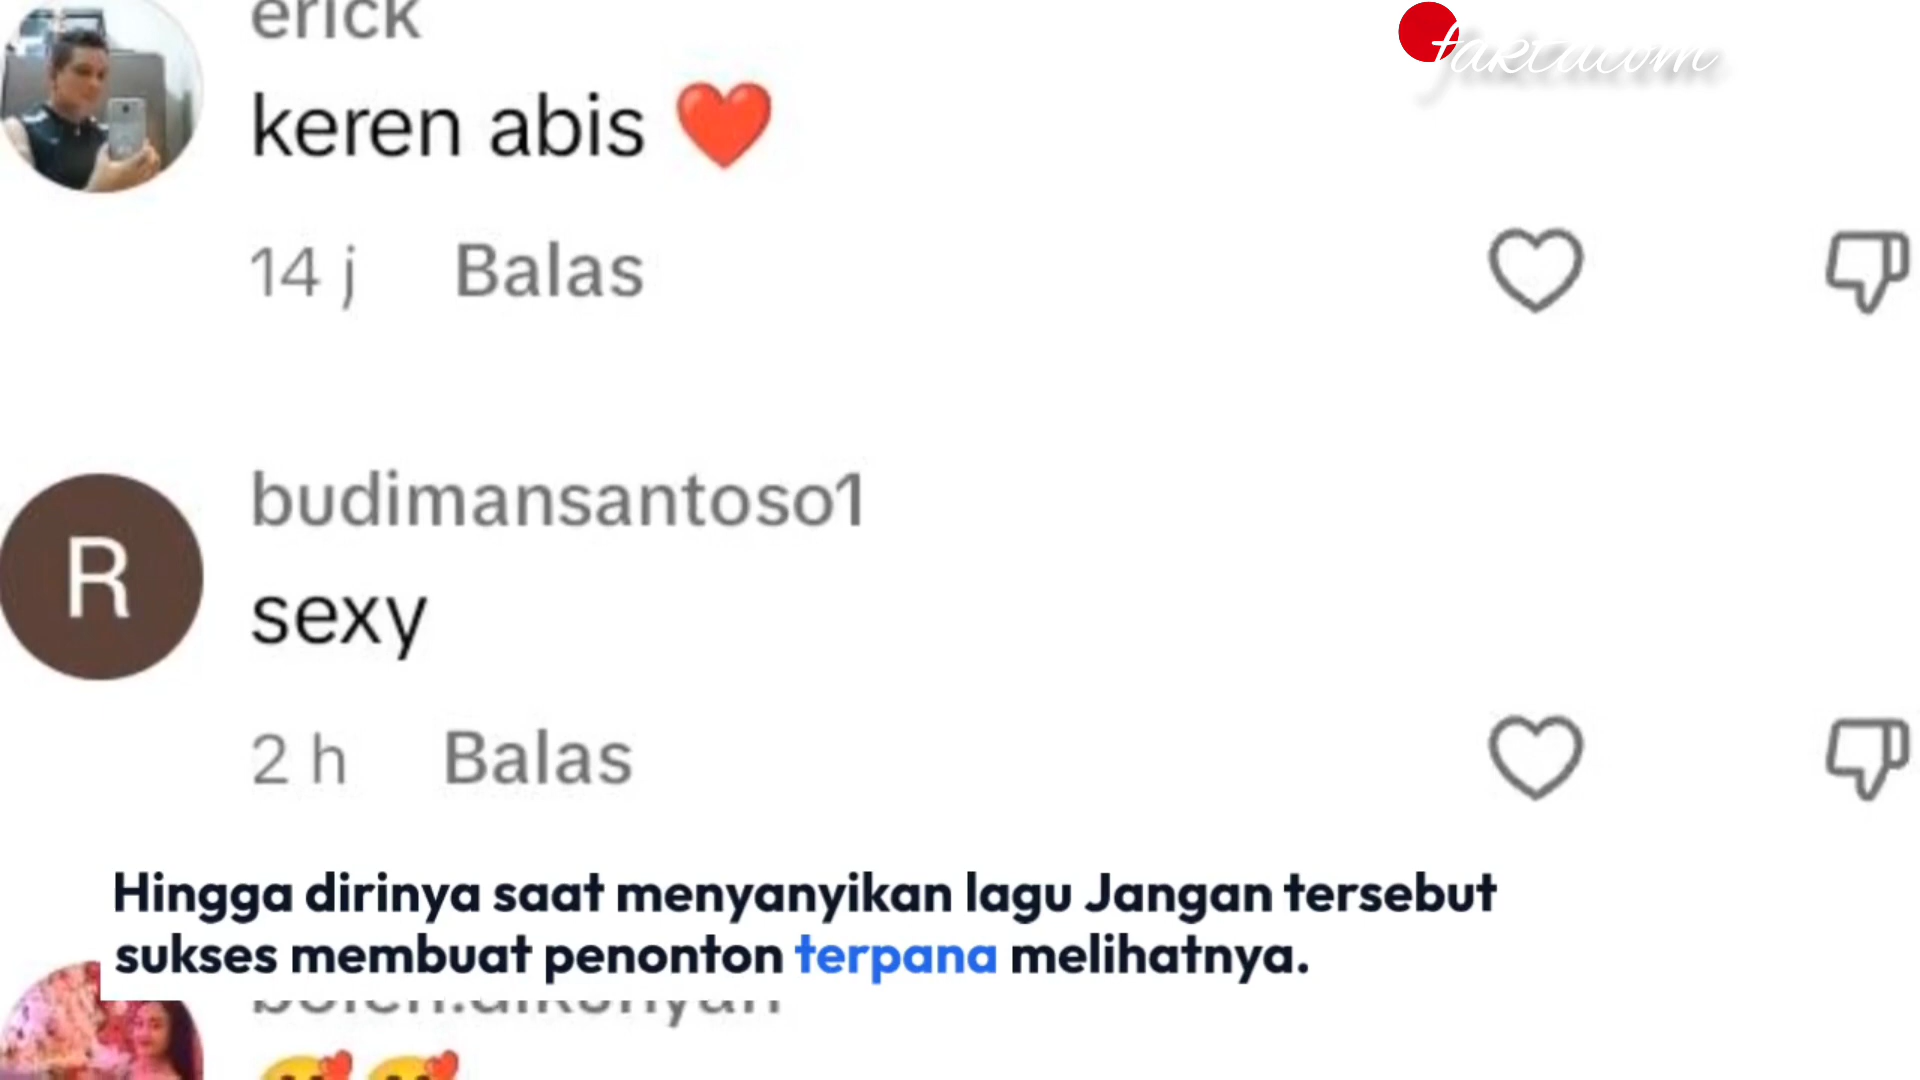 erick
faktacom
keren abis ❤️
14 j Balas
R
budimansantoso1
sexy
2 h Balas
Hingga dirinya saat menyanyikan lagu Jangan tersebut
sukses membuat penonton terpana melihatnya.
🥰🥰